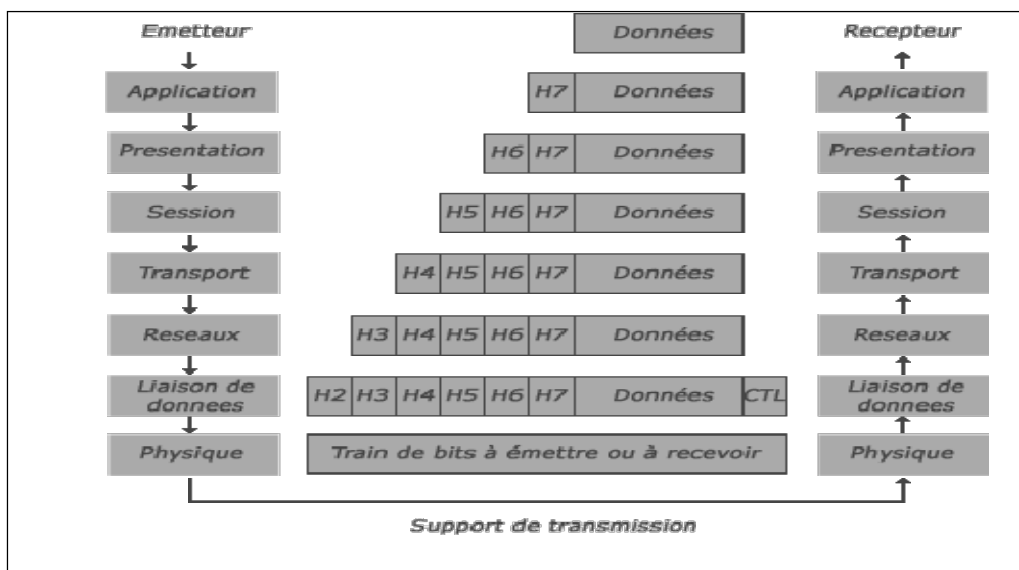 Emetteur Données Recepteur
Application H7 Données Application
Presentation H6 H7 Données Presentation
Session H5 H6 H7 Données Session
Transport H4 H5 H6 H7 Données Transport
Reseaux H3 H4 H5 H6 H7 Données Reseaux
Liaison de
donnees H2 H3 H4 H5 H6 H7 Données CTL Liaison de
donnees
Physique Train de bits à émettre ou à recevoir Physique
Support de transmission